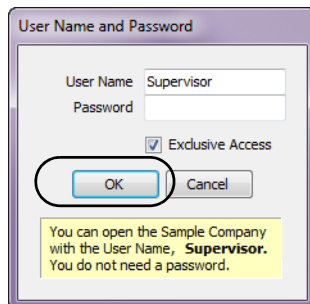 User Name and Password
User Name Supervisor
Password
Exclusive Access
OK Cancel
You can open the Sample Company
with the User Name, Supervisor.
You do not need a password.